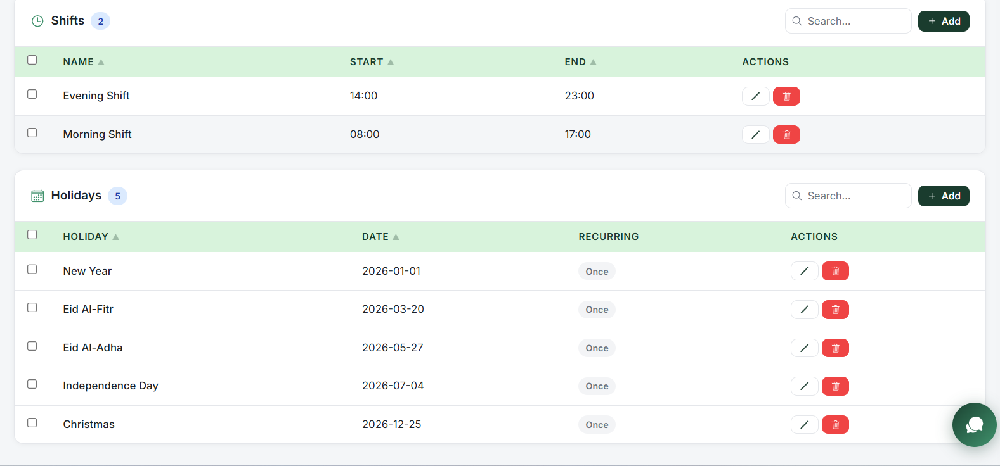 Shifts 2 Search... + Add
NAME ▲ START ▲ END ▲ ACTIONS
Evening Shift 14:00 23:00
Morning Shift 08:00 17:00
Holidays 5 Search... + Add
HOLIDAY ▲ DATE ▲ RECURRING ACTIONS
New Year 2026-01-01 Once
Eid Al-Fitr 2026-03-20 Once
Eid Al-Adha 2026-05-27 Once
Independence Day 2026-07-04 Once
Christmas 2026-12-25 Once